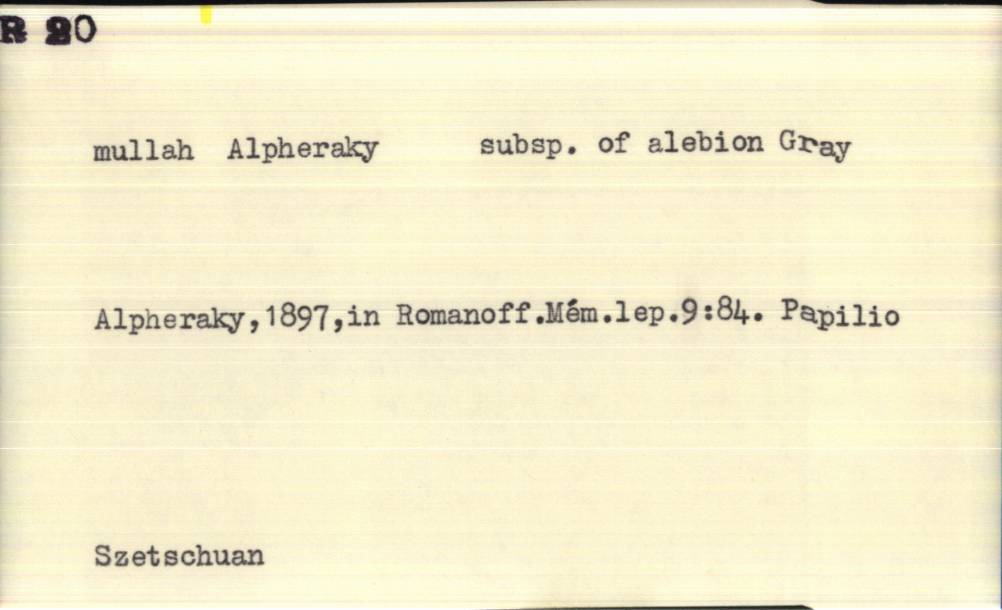 R 20
mullah Alpheraky subsp. of alebion Gray
Alpheraky,1897,in Romanoff.Mém.lep.9:84. Papilio
Szetschuan